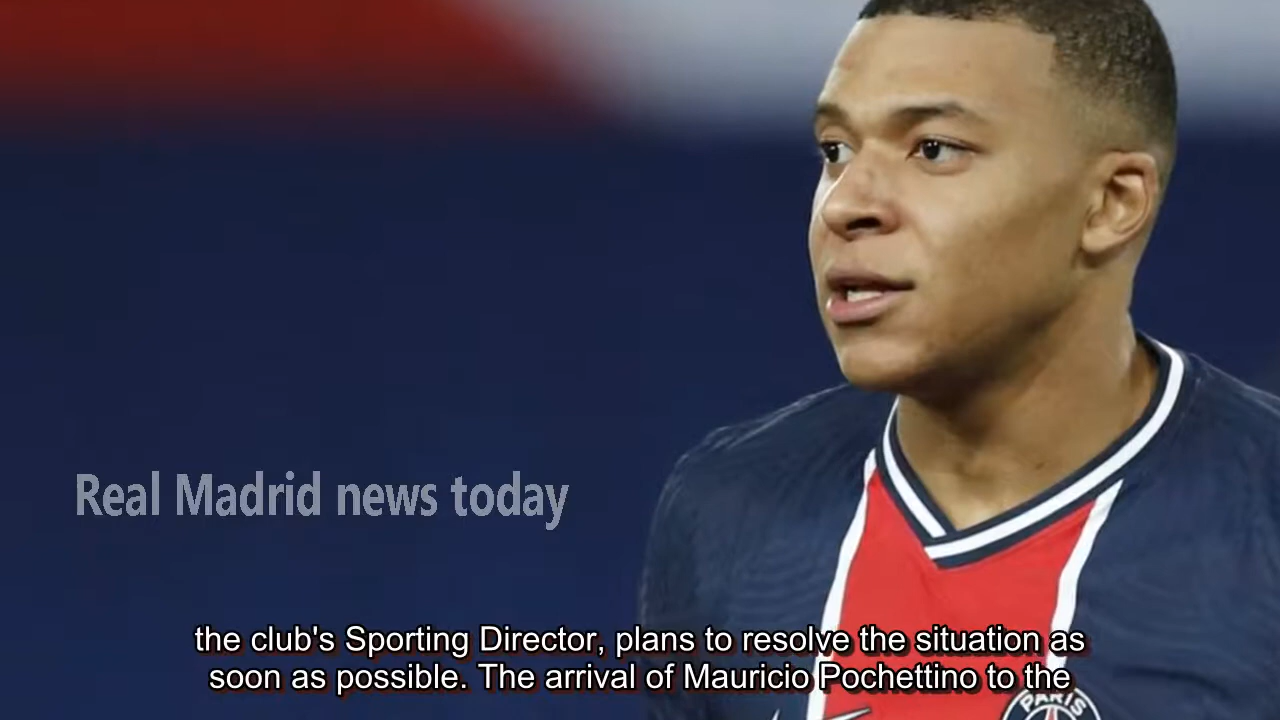 Real Madrid news today
the club's Sporting Director, plans to resolve the situation as
soon as possible. The arrival of Mauricio Pochettino to the
PARIS